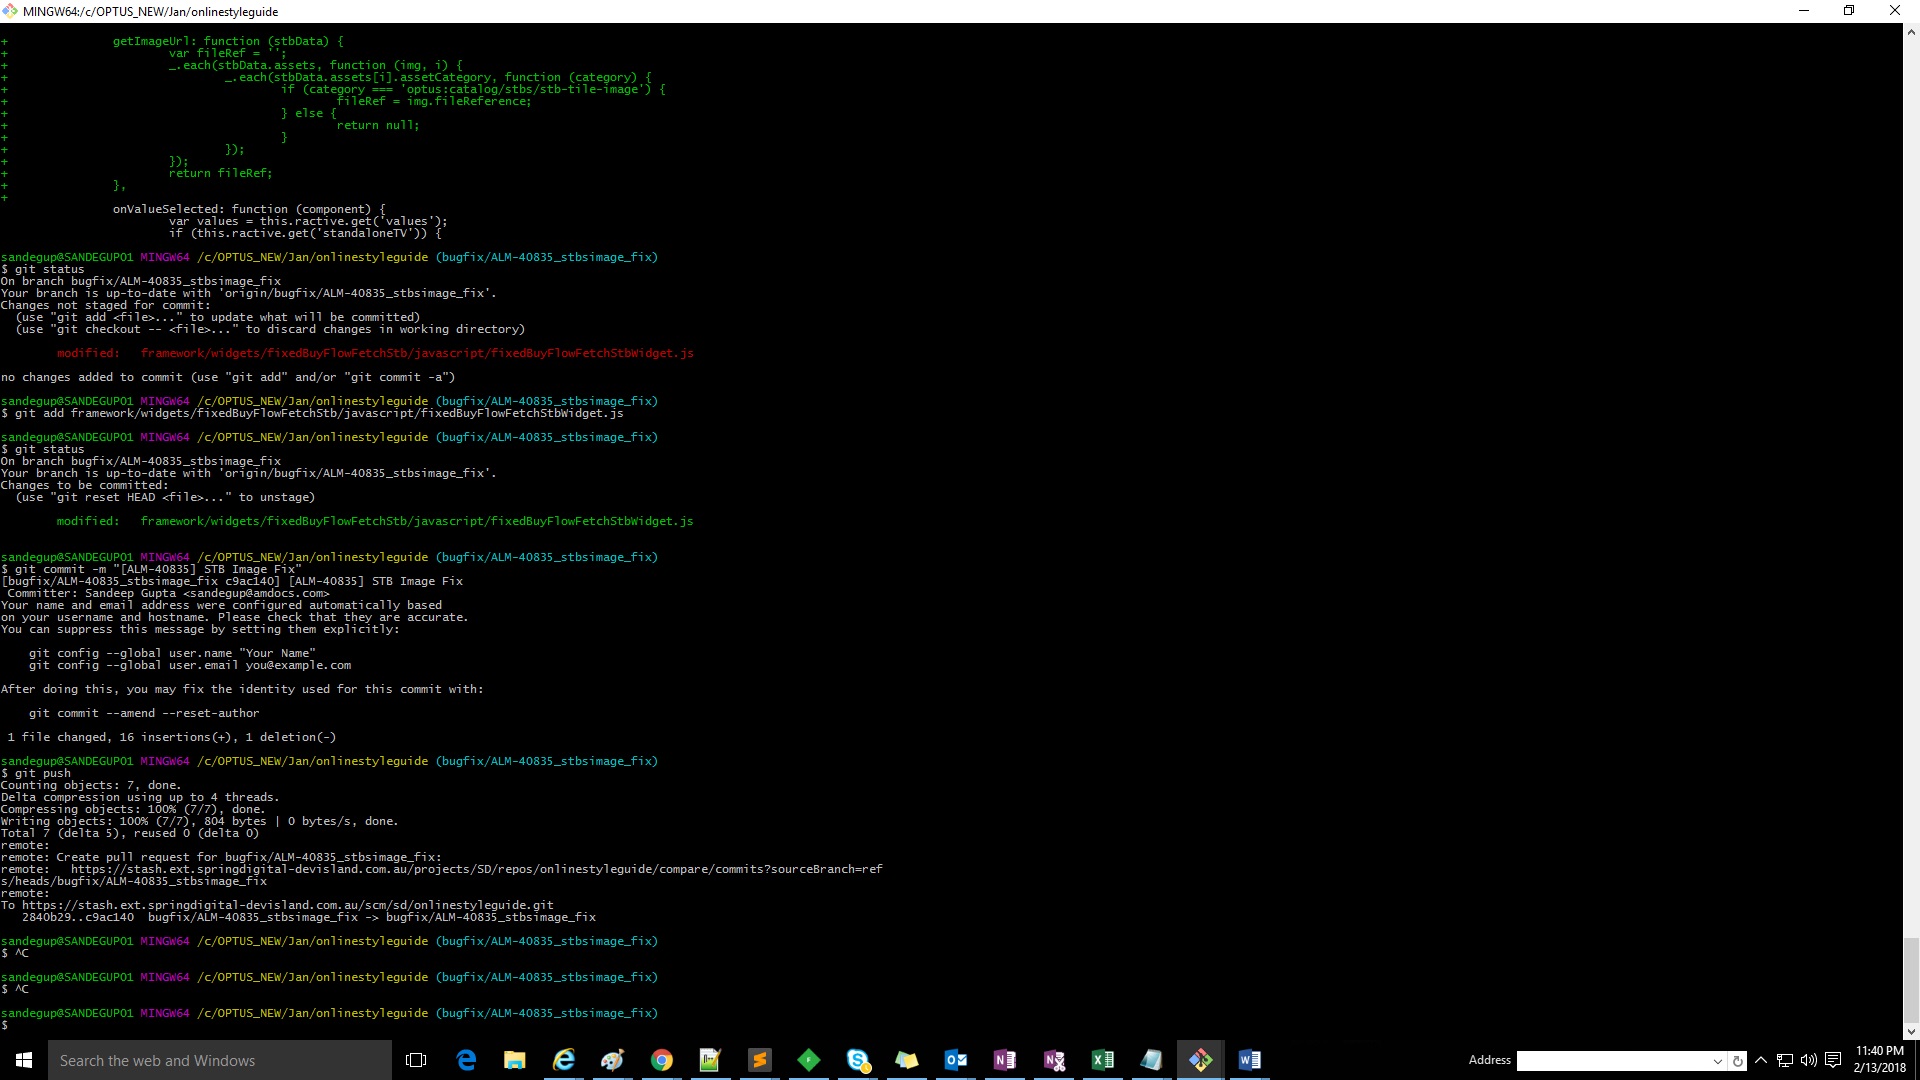 MINGW64:/c/OPTUS_NEW/Jan/onlinestyleguide
+ getImageUrl: function (stbData) {
+ var fileRef = '';
+ _.each(stbData.assets, function (img, i) {
+ _.each(stbData.assets[i].assetCategory, function (category) {
+ if (category === 'optus:catalog/stbs/stb-tile-image') {
+ fileRef = img.fileReference;
+ } else {
+ return null;
+ }
+ });
+ });
+ return fileRef;
+ },
+
onValueSelected: function (component) {
var values = this.ractive.get('values');
if (this.ractive.get('standaloneTV')) {
sandegup@SANDEGUP01 MINGW64 /c/OPTUS_NEW/Jan/onlinestyleguide (bugfix/ALM-40835_stbsimage_fix)
$ git status
On branch bugfix/ALM-40835_stbsimage_fix
Your branch is up-to-date with 'origin/bugfix/ALM-40835_stbsimage_fix'.
Changes not staged for commit:
(use "git add <file>..." to update what will be committed)
(use "git checkout -- <file>..." to discard changes in working directory)
modified: framework/widgets/fixedBuyFlowFetchStb/javascript/fixedBuyFlowFetchStbWidget.js
no changes added to commit (use "git add" and/or "git commit -a")
sandegup@SANDEGUP01 MINGW64 /c/OPTUS_NEW/Jan/onlinestyleguide (bugfix/ALM-40835_stbsimage_fix)
$ git add framework/widgets/fixedBuyFlowFetchStb/javascript/fixedBuyFlowFetchStbWidget.js
sandegup@SANDEGUP01 MINGW64 /c/OPTUS_NEW/Jan/onlinestyleguide (bugfix/ALM-40835_stbsimage_fix)
$ git status
On branch bugfix/ALM-40835_stbsimage_fix
Your branch is up-to-date with 'origin/bugfix/ALM-40835_stbsimage_fix'.
Changes to be committed:
(use "git reset HEAD <file>..." to unstage)
modified: framework/widgets/fixedBuyFlowFetchStb/javascript/fixedBuyFlowFetchStbWidget.js
sandegup@SANDEGUP01 MINGW64 /c/OPTUS_NEW/Jan/onlinestyleguide (bugfix/ALM-40835_stbsimage_fix)
$ git commit -m "[ALM-40835] STB Image Fix"
[bugfix/ALM-40835_stbsimage_fix c9ac140] [ALM-40835] STB Image Fix
Committer: Sandeep Gupta <sandegup@amdocs.com>
Your name and email address were configured automatically based
on your username and hostname. Please check that they are accurate.
You can suppress this message by setting them explicitly:
git config --global user.name "Your Name"
git config --global user.email you@example.com
After doing this, you may fix the identity used for this commit with:
git commit --amend --reset-author
1 file changed, 16 insertions(+), 1 deletion(-)
sandegup@SANDEGUP01 MINGW64 /c/OPTUS_NEW/Jan/onlinestyleguide (bugfix/ALM-40835_stbsimage_fix)
$ git push
Counting objects: 7, done.
Delta compression using up to 4 threads.
Compressing objects: 100% (7/7), done.
Writing objects: 100% (7/7), 804 bytes | 0 bytes/s, done.
Total 7 (delta 5), reused 0 (delta 0)
remote:
remote: Create pull request for bugfix/ALM-40835_stbsimage_fix:
remote: https://stash.ext.springdigital-devisland.com.au/projects/SD/repos/onlinestyleguide/compare/commits?sourceBranch=ref
s/heads/bugfix/ALM-40835_stbsimage_fix
remote:
To https://stash.ext.springdigital-devisland.com.au/scm/sd/onlinestyleguide.git
2840b29..c9ac140 bugfix/ALM-40835_stbsimage_fix -> bugfix/ALM-40835_stbsimage_fix
sandegup@SANDEGUP01 MINGW64 /c/OPTUS_NEW/Jan/onlinestyleguide (bugfix/ALM-40835_stbsimage_fix)
$ ^C
sandegup@SANDEGUP01 MINGW64 /c/OPTUS_NEW/Jan/onlinestyleguide (bugfix/ALM-40835_stbsimage_fix)
$ ^C
sandegup@SANDEGUP01 MINGW64 /c/OPTUS_NEW/Jan/onlinestyleguide (bugfix/ALM-40835_stbsimage_fix)
$
Search the web and Windows
Address
11:40 PM
2/13/2018